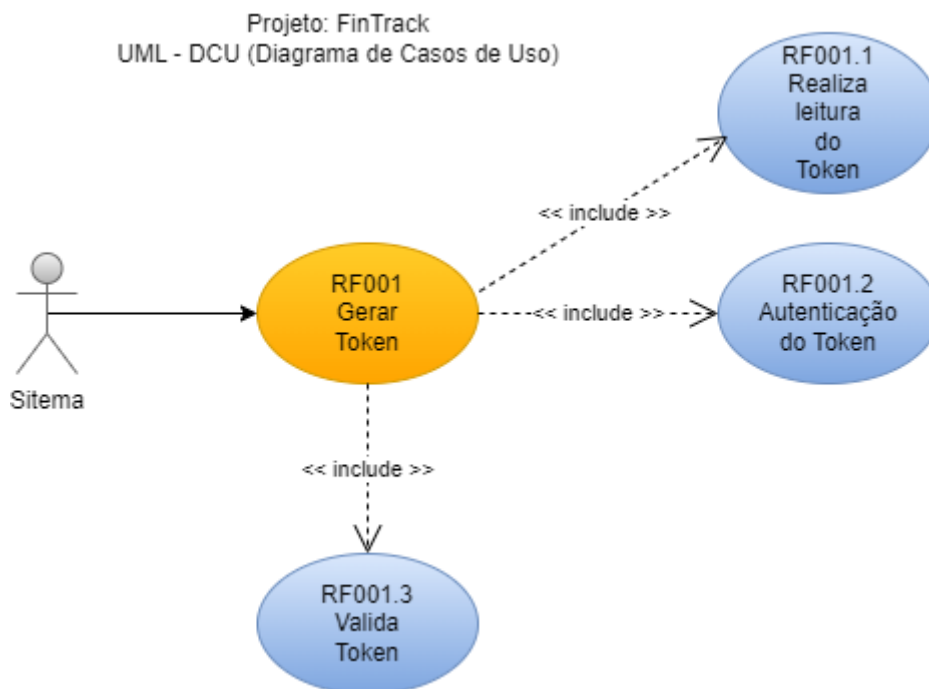 Projeto: FinTrack
UML - DCU (Diagrama de Casos de Uso)
RF001.1
Realiza
leitura
do
Token
<< include >>
RF001
Gerar
Token
<< include >>
RF001.2
Autenticação
do Token
Sitema
<< include >>
RF001.3
Valida
Token